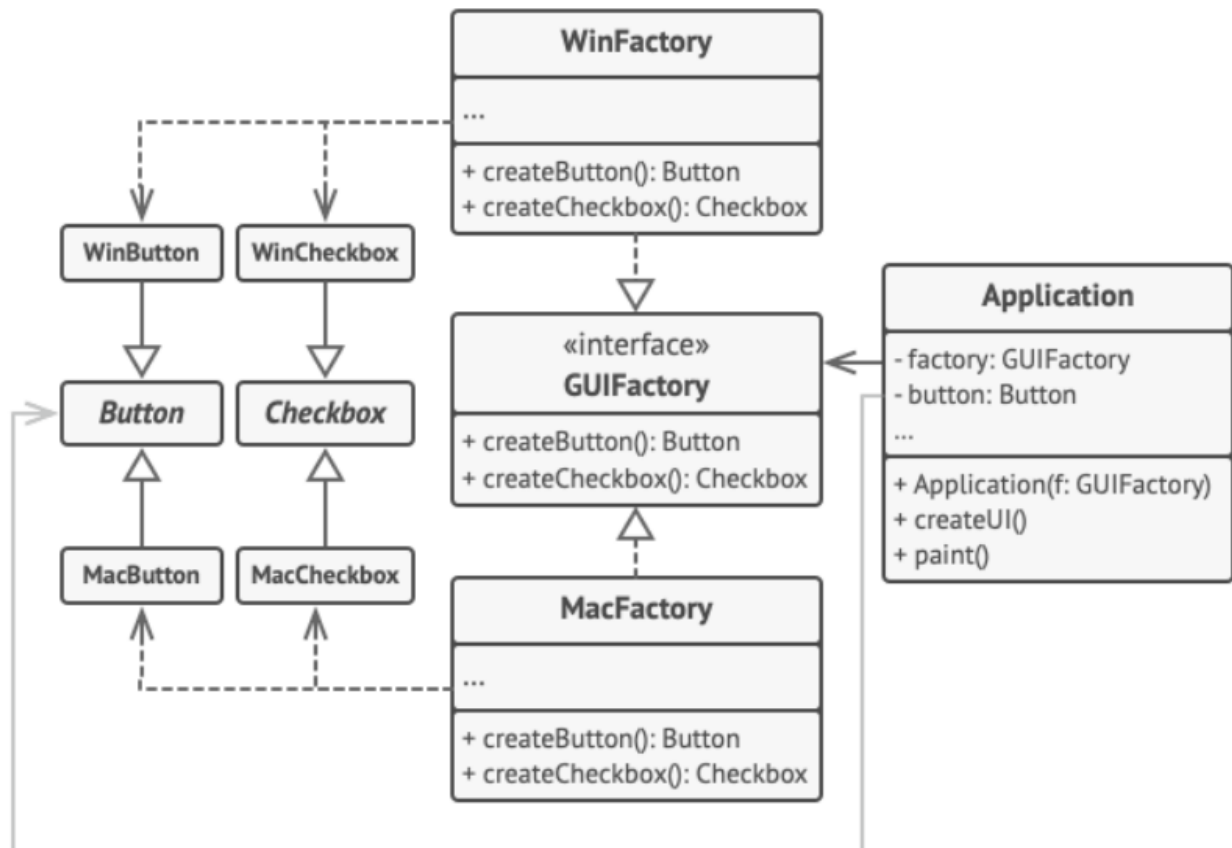 WinFactory
...
+ createButton(): Button
+ createCheckbox(): Checkbox
WinButton
WinCheckbox
Button
Checkbox
MacButton
MacCheckbox
«interface»
GUIFactory
+ createButton(): Button
+ createCheckbox(): Checkbox
MacFactory
...
+ createButton(): Button
+ createCheckbox(): Checkbox
Application
- factory: GUIFactory
- button: Button
...
+ Application(f: GUIFactory)
+ createUI()
+ paint()